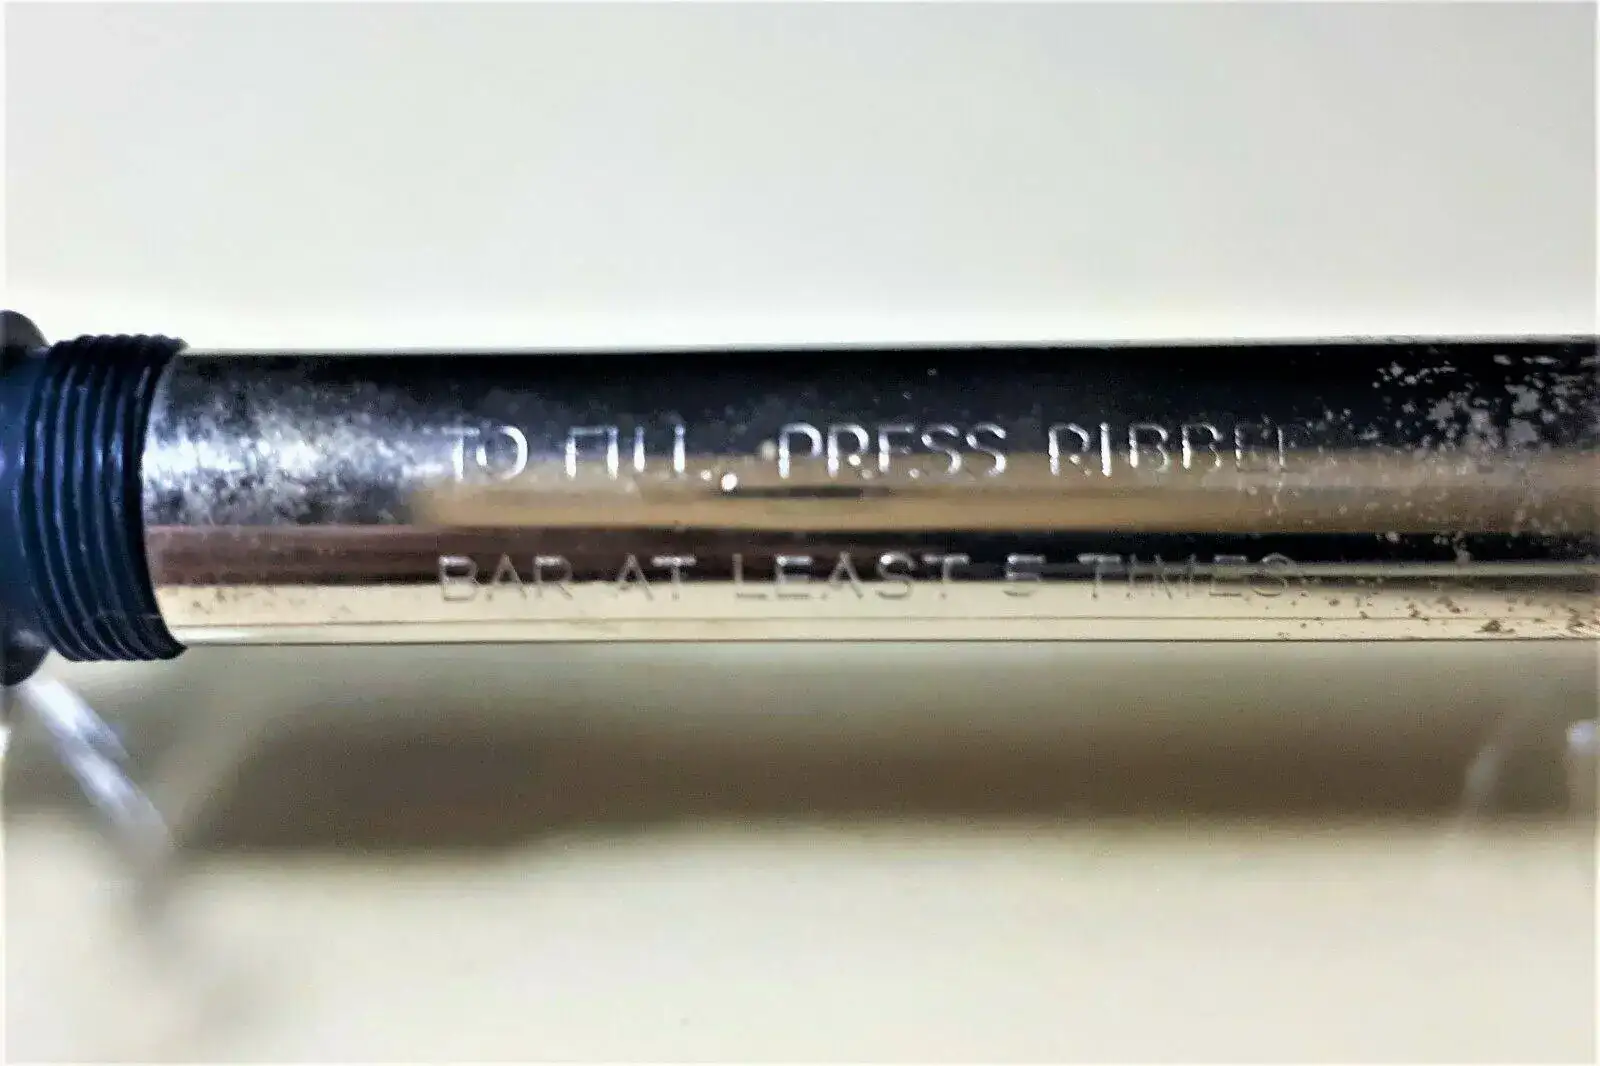 TO FILL, PRESS RIBBED
BAR AT LEAST 5 TIMES